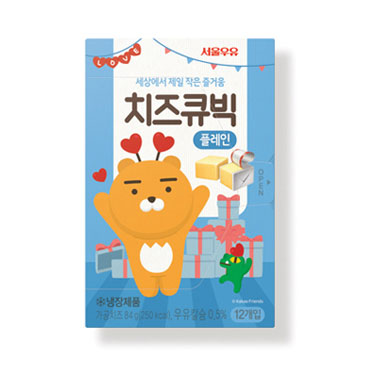 LOVE
서울우유
세상에서 제일 작은 즐거움
치즈큐빅
플레인
OPEN
냉장제품
가공치즈 84 g (250 kcal), 우유칼슘 0.5%
12개입
© Kakao Friends.